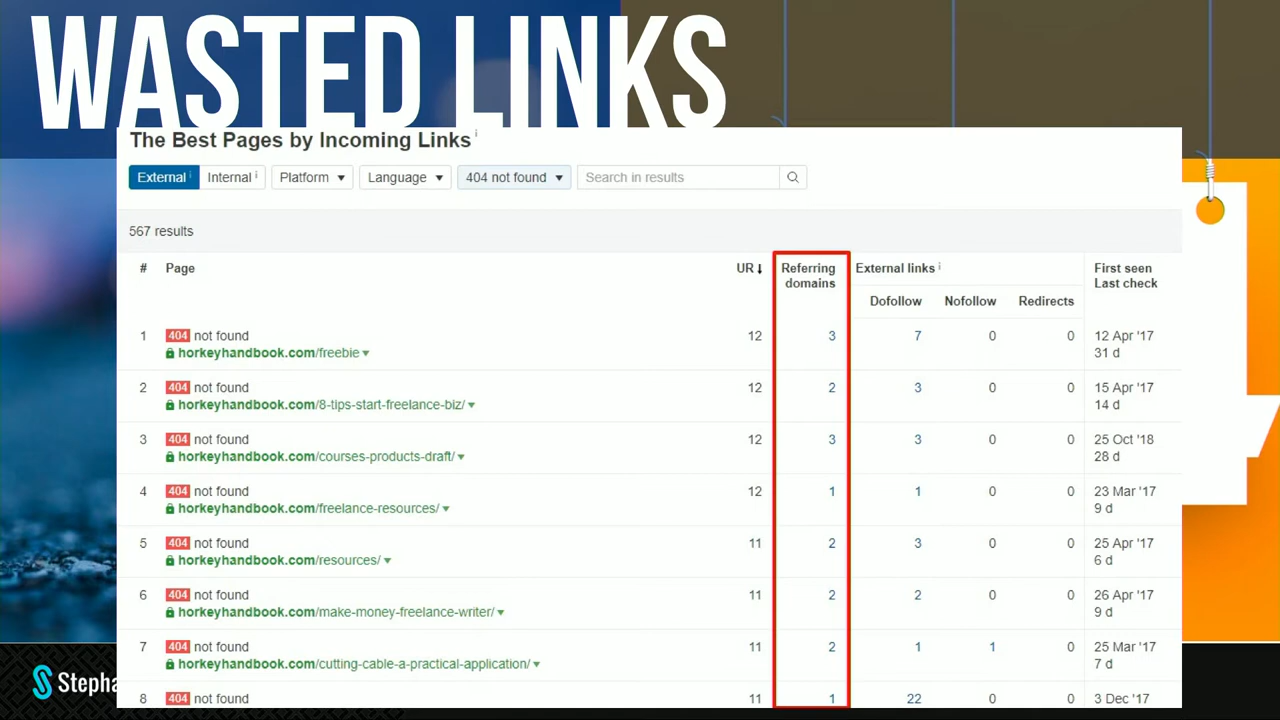 WASTED LINKS
The Best Pages by Incoming Links i
External i Internal i Platform Language 404 not found Search in results
567 results
# Page UR Referring domains External links i First seen Last check
Dofollow Nofollow Redirects
1 404 not found 12 3 7 0 0 12 Apr '17
horkeyhandbook.com/freebie 31 d
2 404 not found 12 2 3 0 0 15 Apr '17
horkeyhandbook.com/8-tips-start-freelance-biz/ 14 d
3 404 not found 12 3 3 0 0 25 Oct '18
horkeyhandbook.com/courses-products-draft/ 28 d
4 404 not found 12 1 1 0 0 23 Mar '17
horkeyhandbook.com/freelance-resources/ 9 d
5 404 not found 11 2 3 0 0 25 Apr '17
horkeyhandbook.com/resources/ 6 d
6 404 not found 11 2 2 0 0 26 Apr '17
horkeyhandbook.com/make-money-freelance-writer/ 9 d
7 404 not found 11 2 1 1 0 25 Mar '17
horkeyhandbook.com/cutting-cable-a-practical-application/ 7 d
8 404 not found 11 1 22 0 0 3 Dec '17